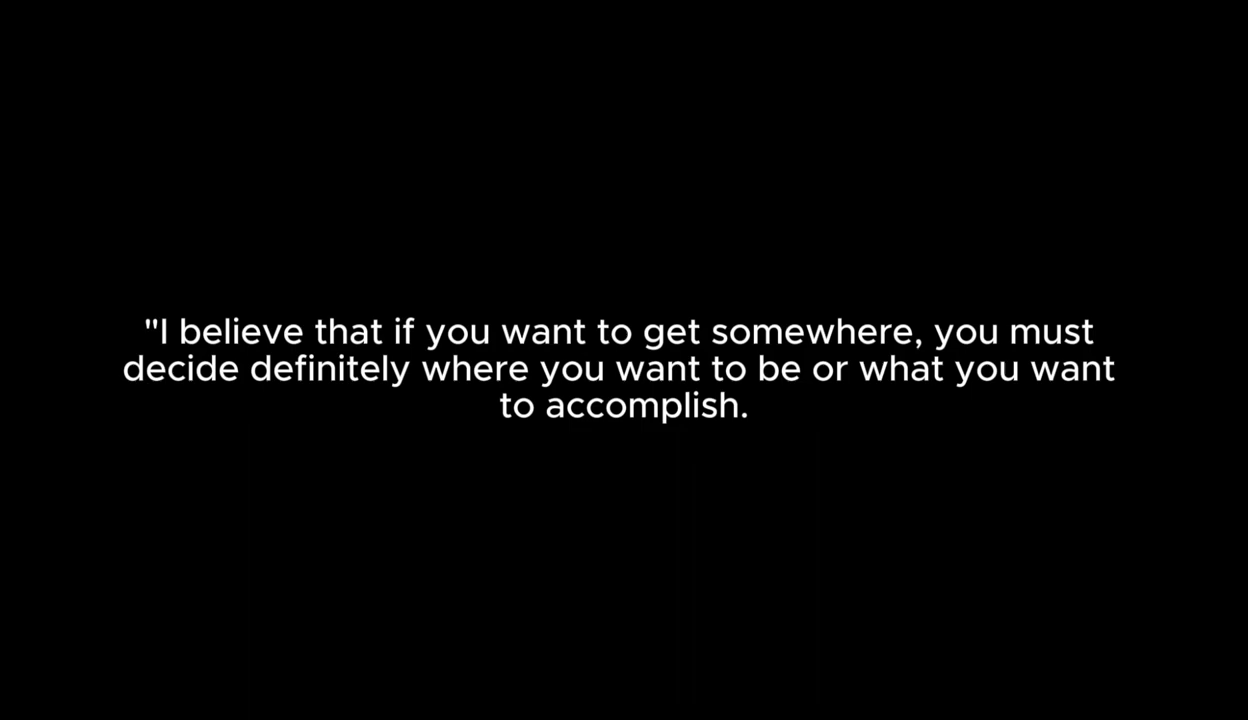 "I believe that if you want to get somewhere, you must
decide definitely where you want to be or what you want
to accomplish.